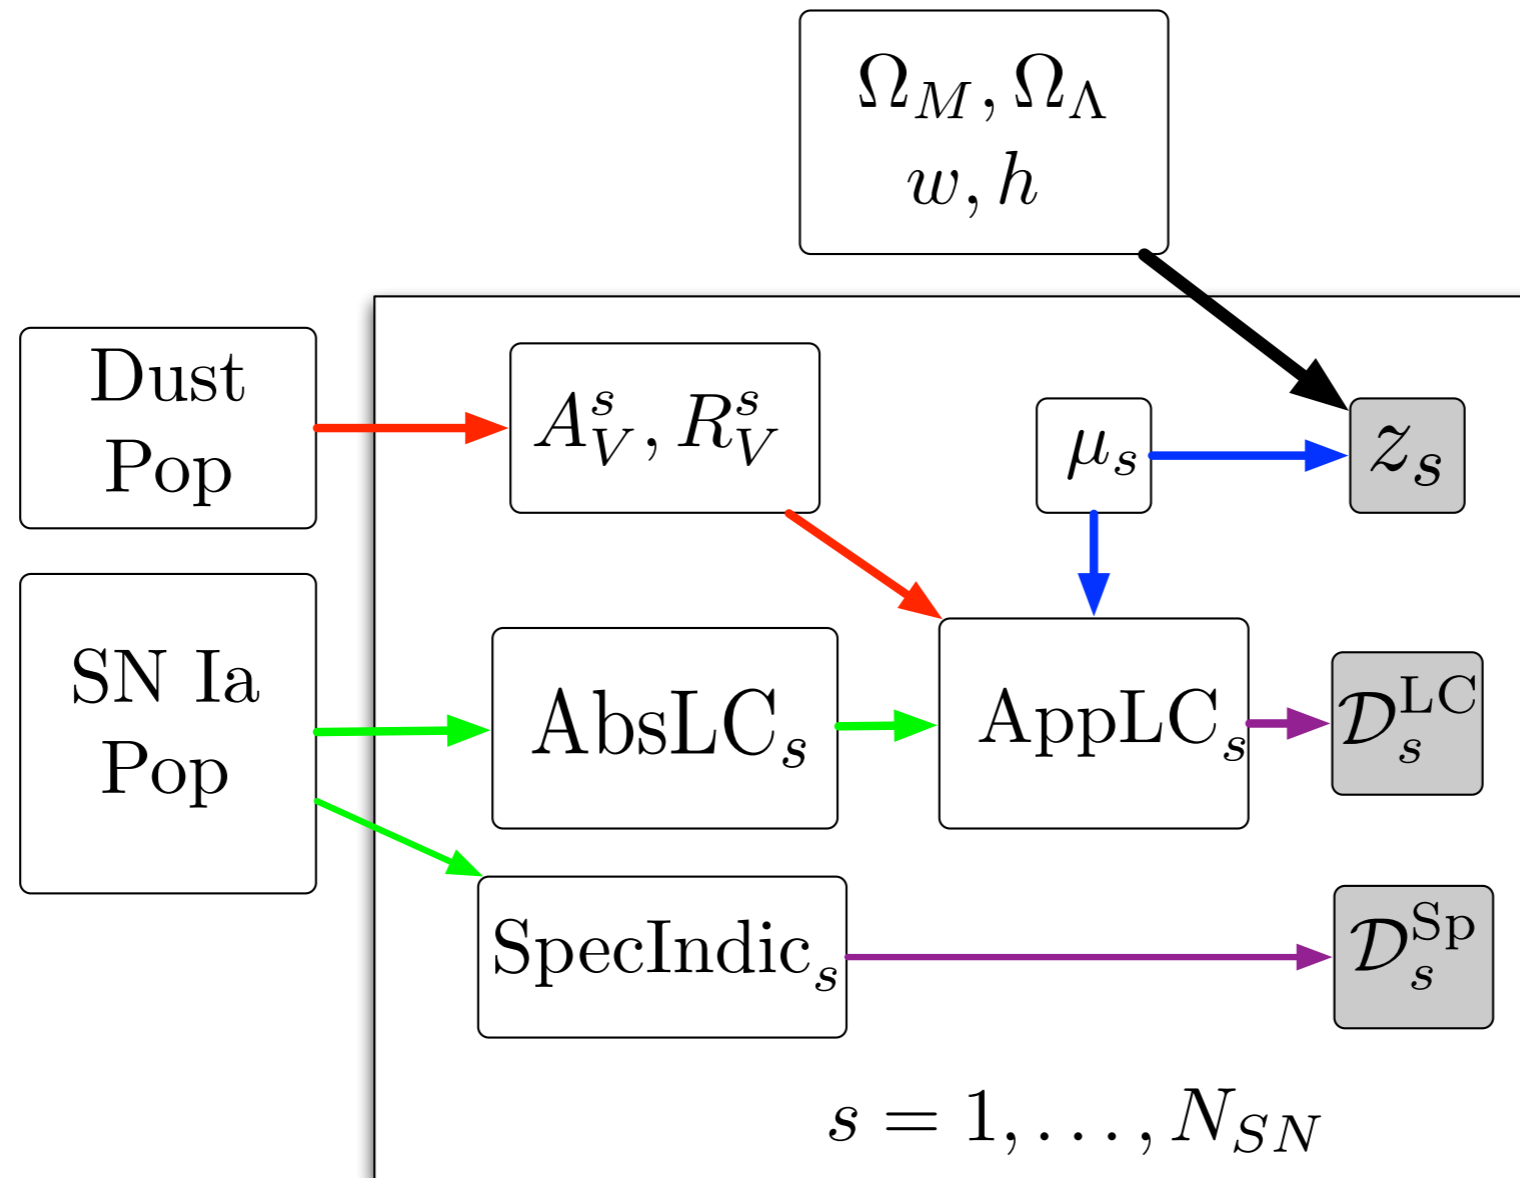 Ω_M, Ω_Λ
w, h
Dust
Pop
A_V^s, R_V^s
μ_s
z_s
SN Ia
Pop
AbsLC_s
AppLC_s
𝒟_s^LC
SpecIndic_s
𝒟_s^Sp
s = 1, . . . , N_SN